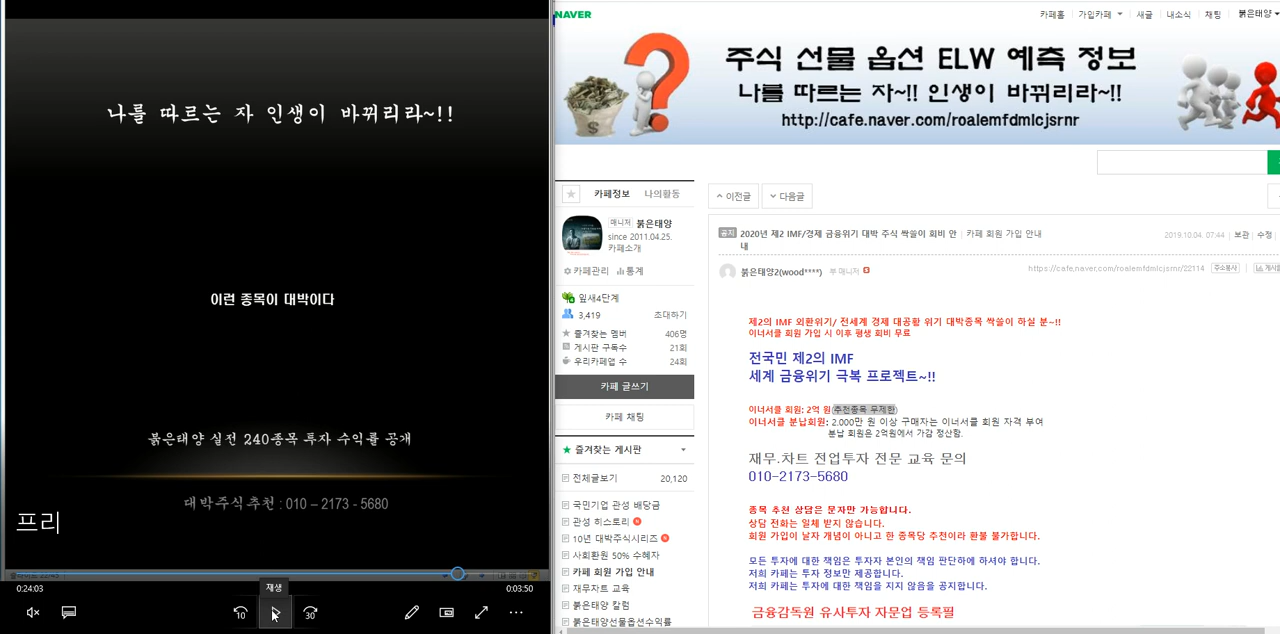 나를 따르는 자 인생이 바뀌리라~!!
이런 종목이 대박이다
붉은태양 실전 240종목 투자 수익률 공개
대박주식추천 : 010 – 2173 - 5680
프리
재생
0:24:03
0:03:50
10
30
NAVER
카페홈
가입카페
새글
내소식
채팅
붉은태양
주식 선물 옵션 ELW 예측 정보
나를 따르는 자~!! 인생이 바뀌리라~!!
http://cafe.naver.com/roalemfdmlcjsrnr
카페정보
나의활동
매니저 붉은태양
since 2011.04.25.
카페소개
카페관리
통계
잎새4단계
3,419
초대하기
즐겨찾는 멤버 406명
게시판 구독수 21회
우리카페앱 수 24회
카페 글쓰기
카페 채팅
즐겨찾는 게시판
전체글보기 20,120
국민기업 관성 배당금
관성 히스토리
10년 대박주식시리즈
사회환원 50% 수혜자
카페 회원 가입 안내
재무차트 교육
붉은태양 칼럼
붉은태양선물옵션수익률
이전글
다음글
공지 2020년 제2 IMF/경제 금융위기 대박 주식 싹쓸이 회비 안내
카페 회원 가입 안내
2019.10.04. 07:44
보관
수정
붉은태양2(wood****) 부매니저
https://cafe.naver.com/roalemfdmlcjsrnr/22114
주소복사
제2의 IMF 외환위기/ 전세계 경제 대공황 위기 대박종목 싹쓸이 하실 분~!!
이너서클 회원 가입 시 이후 평생 회비 무료
전국민 제2의 IMF
세계 금융위기 극복 프로젝트~!!
이너서클 회원: 2억 원(추천종목 무제한)
이너서클 분납회원: 2.000만 원 이상 구매자는 이너서클 회원 자격 부여
분납 회원은 2억원에서 가감 정산함.
재무.차트 전업투자 전문 교육 문의
010-2173-5680
종목 추천 상담은 문자만 가능합니다.
상담 전화는 일체 받지 않습니다.
회원 가입이 날자 개념이 아니고 한 종목당 추천이라 환불 불가합니다.
모든 투자에 대한 책임은 투자자 본인의 책임 판단하에 하셔야 합니다.
저희 카페는 투자 정보만 제공합니다.
저희 카페는 투자에 대한 책임을 지지 않음을 공지합니다.
금융감독원 유사투자 자문업 등록필